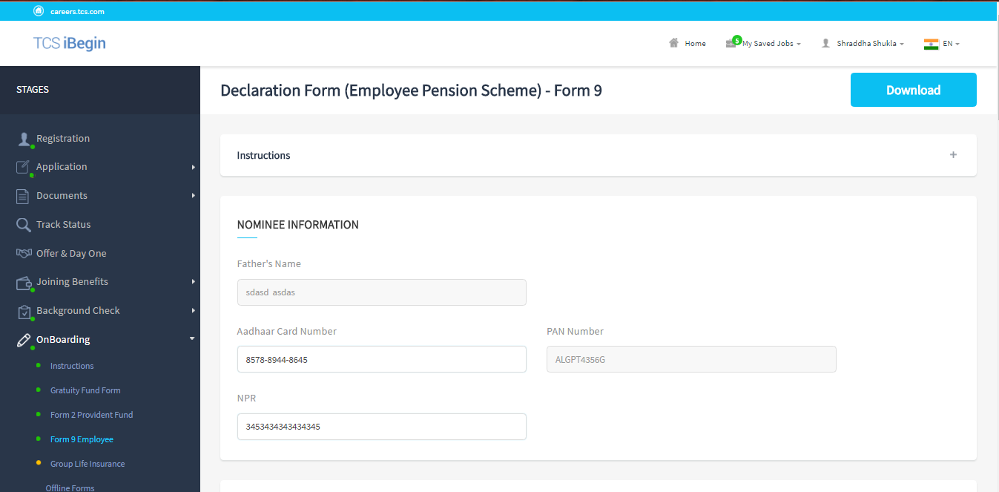 careers.tcs.com
TCS iBegin
Home
5
My Saved Jobs
Shraddha Shukla
EN
STAGES
Registration
Application
Documents
Track Status
Offer & Day One
Joining Benefits
Background Check
OnBoarding
Instructions
Gratuity Fund Form
Form 2 Provident Fund
Form 9 Employee
Group Life Insurance
Offline Forms
Declaration Form (Employee Pension Scheme) - Form 9
Download
Instructions
+
NOMINEE INFORMATION
Father's Name
sdasd asdas
Aadhaar Card Number
PAN Number
8578-8944-8645
ALGPT4356G
NPR
3453434343434345